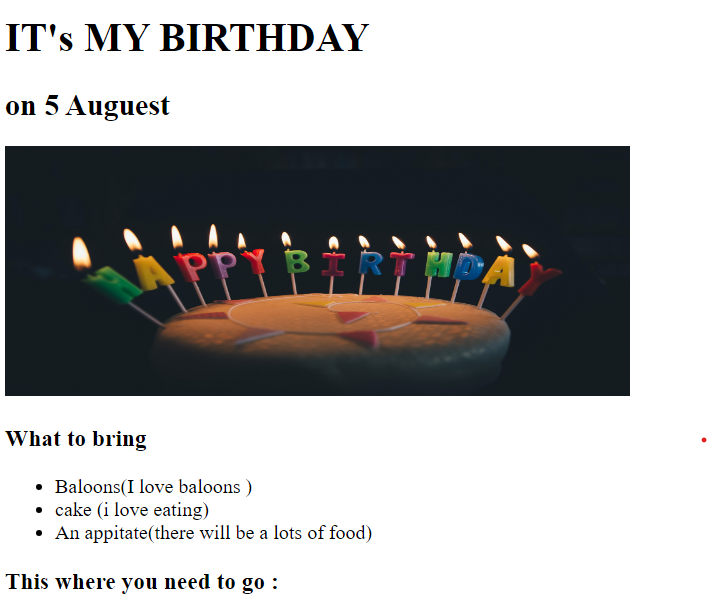 IT's MY BIRTHDAY
on 5 Auguest
HAPPY BIRTHDAY
What to bring
Baloons(I love baloons )
cake (i love eating)
An appitate(there will be a lots of food)
This where you need to go :